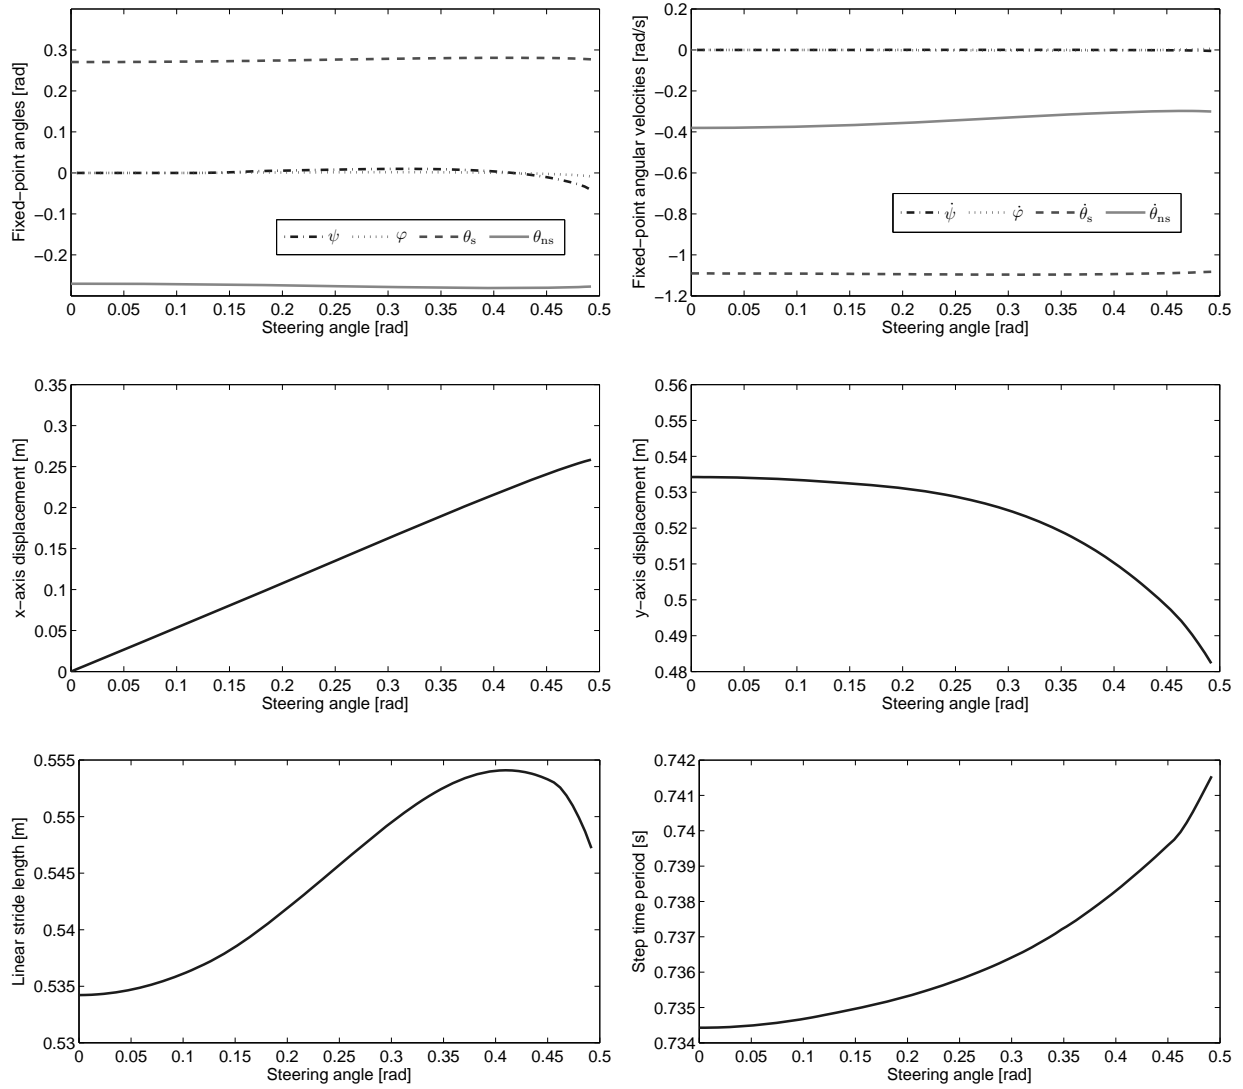 Fixed−point angles [rad]
0.3
0.2
0.1
0
−0.1
−0.2
ψ φ θs θns
0 0.05 0.1 0.15 0.2 0.25 0.3 0.35 0.4 0.45 0.5
Steering angle [rad]
Fixed−point angular velocities [rad/s]
0.2
0
−0.2
−0.4
−0.6
−0.8
−1
−1.2
ψ̇ φ̇ θ̇s θ̇ns
0 0.05 0.1 0.15 0.2 0.25 0.3 0.35 0.4 0.45 0.5
Steering angle [rad]
x−axis displacement [m]
0.35
0.3
0.25
0.2
0.15
0.1
0.05
0
0 0.05 0.1 0.15 0.2 0.25 0.3 0.35 0.4 0.45 0.5
Steering angle [rad]
y−axis displacement [m]
0.56
0.55
0.54
0.53
0.52
0.51
0.5
0.49
0.48
0 0.05 0.1 0.15 0.2 0.25 0.3 0.35 0.4 0.45 0.5
Steering angle [rad]
Linear stride length [m]
0.555
0.55
0.545
0.54
0.535
0.53
0 0.05 0.1 0.15 0.2 0.25 0.3 0.35 0.4 0.45 0.5
Steering angle [rad]
Step time period [s]
0.742
0.741
0.74
0.739
0.738
0.737
0.736
0.735
0.734
0 0.05 0.1 0.15 0.2 0.25 0.3 0.35 0.4 0.45 0.5
Steering angle [rad]